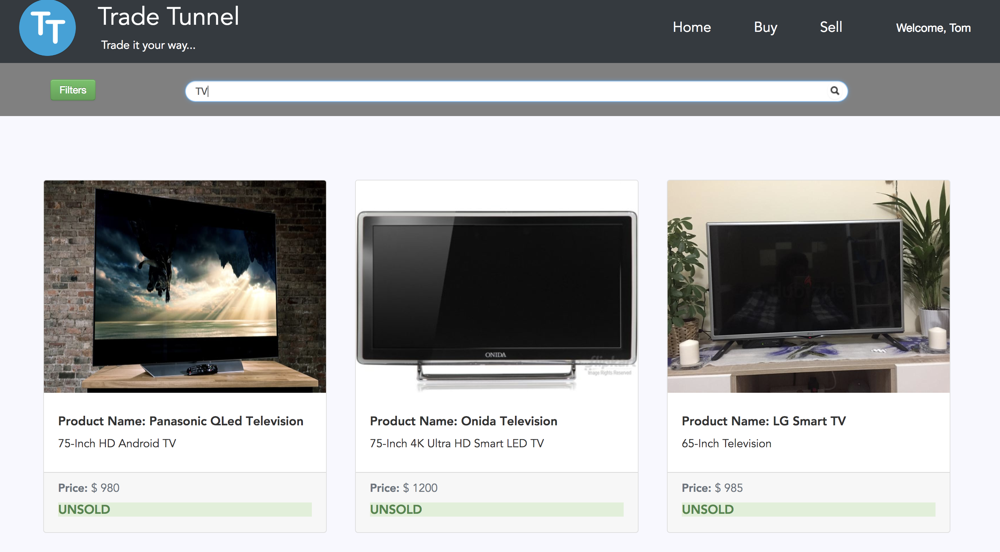 TT
Trade Tunnel
Trade it your way...
Home
Buy
Sell
Welcome, Tom
Filters
TV
ONIDA
flipkart
Image Rights Reserved
dubizzle
LG
Product Name: Panasonic QLed Television
75-Inch HD Android TV
Price: $ 980
UNSOLD
Product Name: Onida Television
75-Inch 4K Ultra HD Smart LED TV
Price: $ 1200
UNSOLD
Product Name: LG Smart TV
65-Inch Television
Price: $ 985
UNSOLD